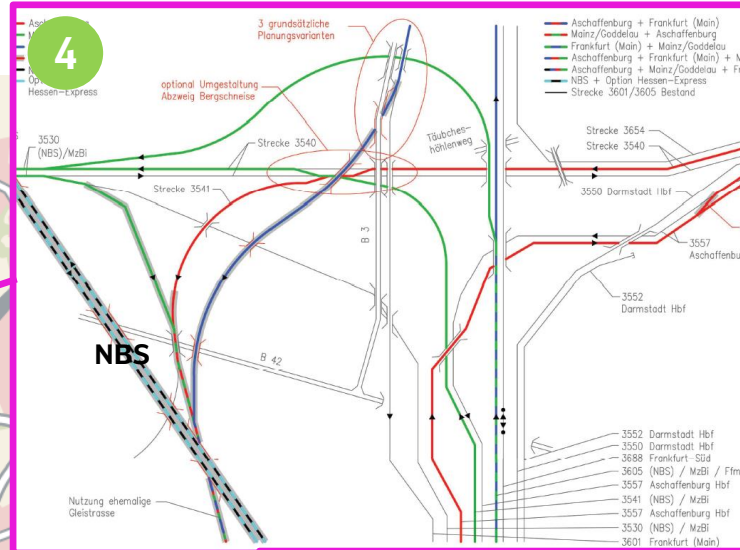 4
Hessen-Express
3 grundsätzliche
Planungsvarianten
optional Umgestaltung
Abzweig Bergschneise
Aschaffenburg + Frankfurt (Main)
Mainz/Goddelau + Aschaffenburg
Frankfurt (Main) + Mainz/Goddelau
Aschaffenburg + Frankfurt (Main) + M
Aschaffenburg + Mainz/Goddelau + Fr
NBS + Option Hessen-Express
Strecke 3601/3605 Bestand
3530
(NBS)/MzBi
Strecke 3540
Strecke 3541
Täubches-
höhlenweg
Strecke 3654
Strecke 3540
3550 Darmstadt Hbf
3557
Aschaffenbu
3552
Darmstadt Hbf
B 3
B 42
NBS
Nutzung ehemalige
Gleistrasse
3552 Darmstadt Hbf
3550 Darmstadt Hbf
3688 Frankfurt-Süd
3605 (NBS) / MzBi / Ffm
3557 Aschaffenburg Hbf
3541 (NBS) / MzBi
3557 Aschaffenburg Hbf
3530 (NBS) / MzBi
3601 Frankfurt (Main)